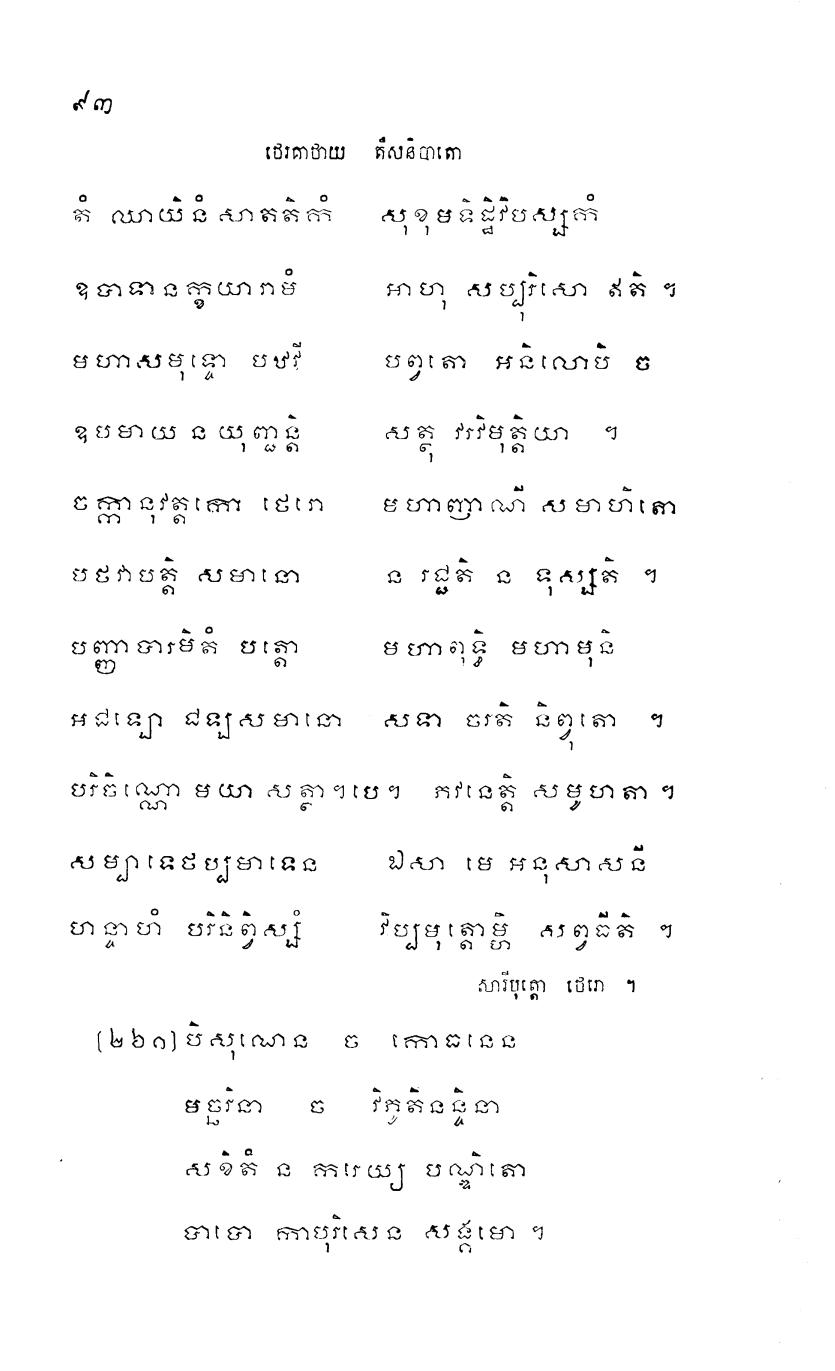 ៩៣
ថេរគាថាយ តឹសនិបាតោ
តំ ឈាយិនំ សាតតិកំ សុខុមទិដ្ឋិវិបស្សកំ
ឧបាទានក្ខយារាមំ អាហុ សប្បុរិសោ ឥតិ ។
មហាសមុទ្ទោ បឋវី បព្វតោ អនិលោបិ ច
ឧបមាយ ន យុញ្ជន្តិ សត្ថុ វរវិមុត្តិយា ។
ចក្កានុវត្តកោ ថេរោ មហាញាណី សមាហិតោ
បឋវាបត្តិ សមានោ ន រជ្ជតិ ន ទុស្សតិ ។
បញ្ញាបារមិតំ បត្តោ មហាពុទ្ធិ មហាមុនិ
អជឡោ ជឡសមានោ សទា ចរតិ និព្វុតោ ។
បរិចិណ្ណោ មយា សត្ថា។បេ។ ភវនេត្តិ សមូហតា ។
សម្បាទេថប្បមាទេន ឯសា មេ អនុសាសនី
ហន្ទាហំ បរិនិព្វិស្សំ វិប្បមុត្តោម្ហិ សព្វធីតិ ។
សារីបុត្តោ ថេរោ ។
(២៦១) បិសុណេន ច កោធនេន
មច្ឆរិនា ច វិភូតិនន្ទិនា
សខិតំ ន ករេយ្យ បណ្ឌិតោ
បាបោ កាបុរិសេន សង្គមោ ។